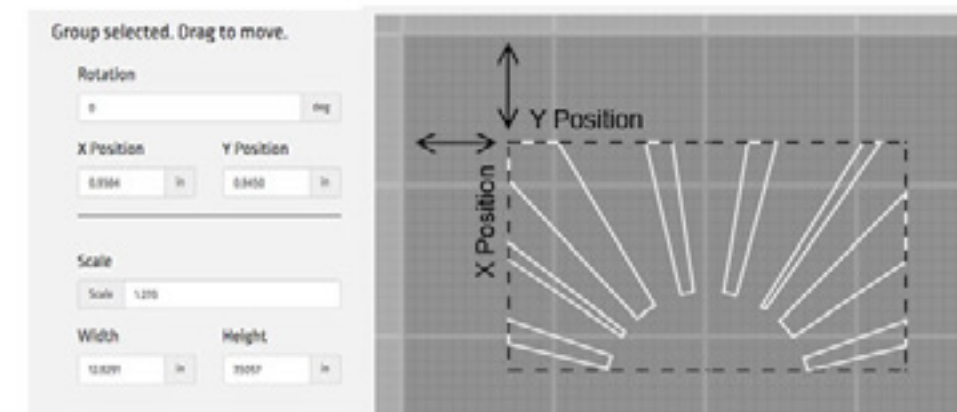 Group selected. Drag to move.
Rotation
0 deg
X Position Y Position
in in
Scale
Scale
Width Height
in in
Y Position
X Position